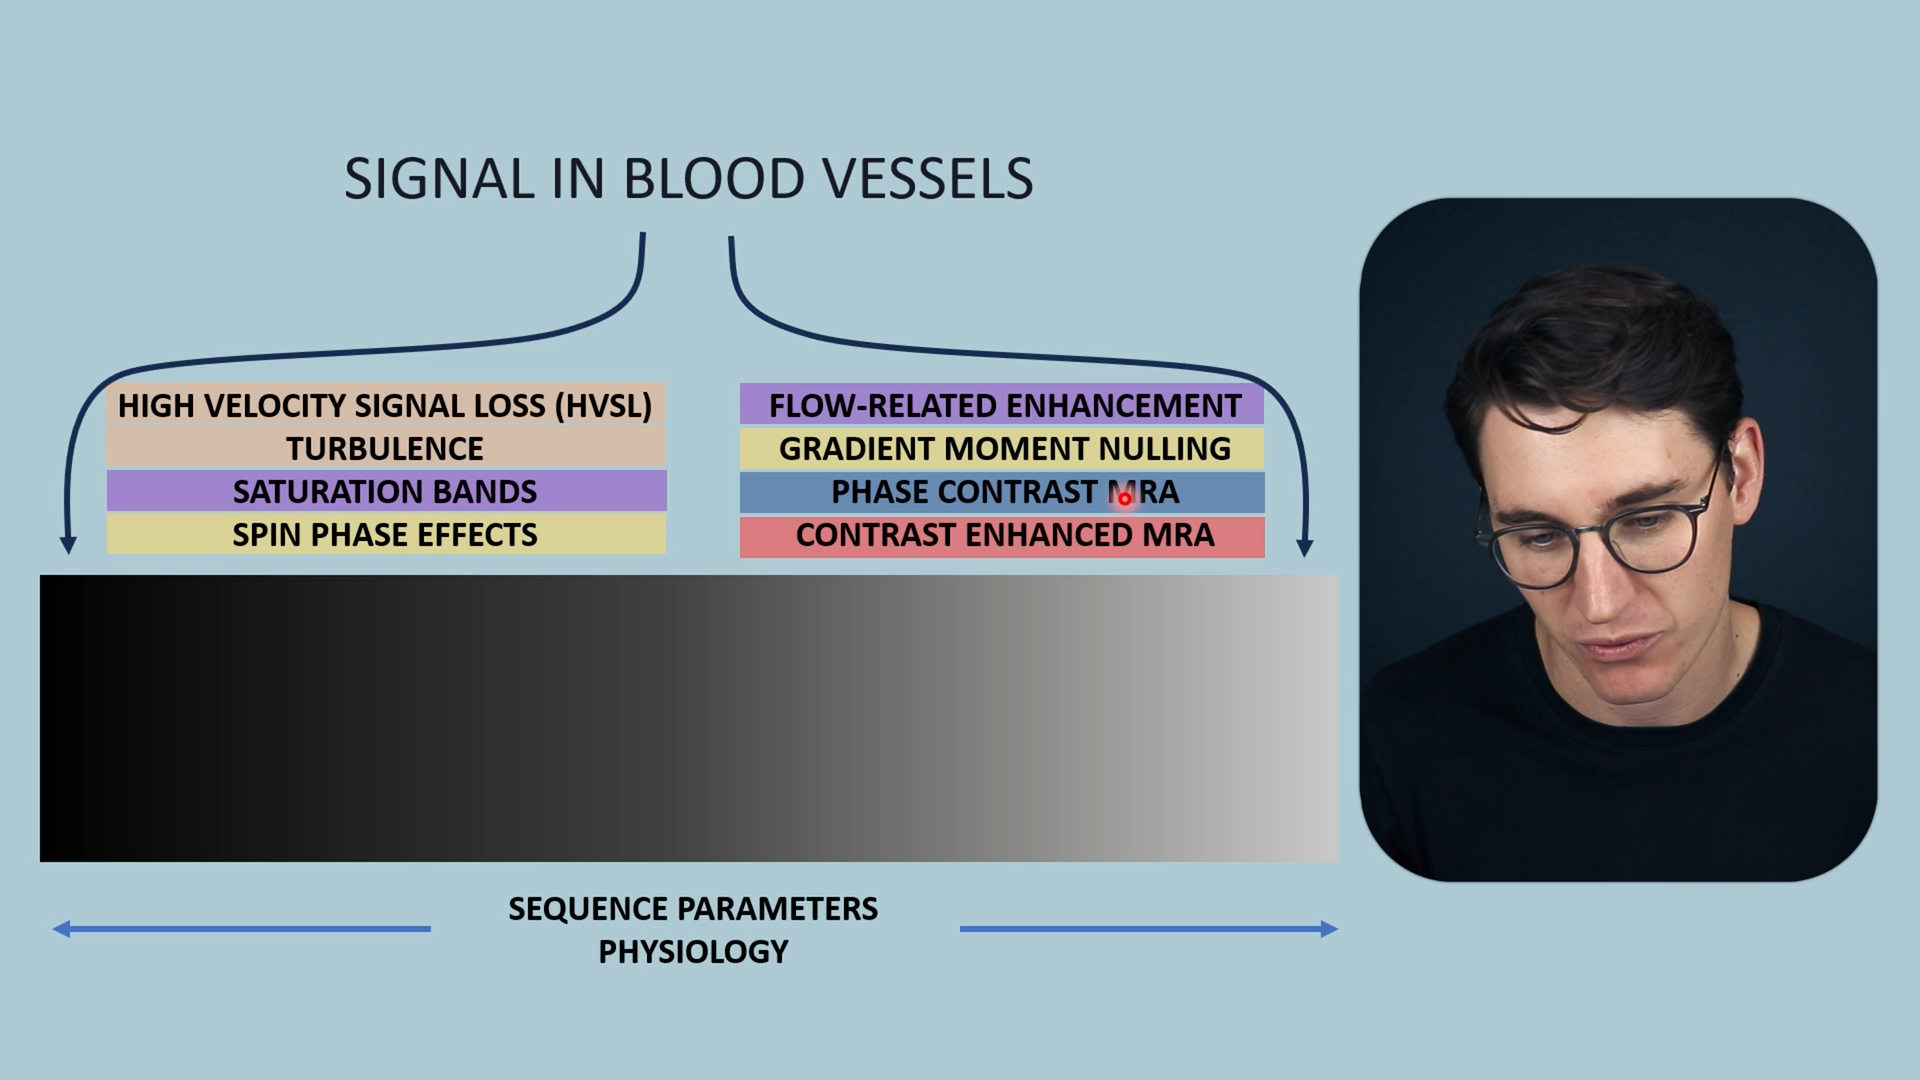 SIGNAL IN BLOOD VESSELS
HIGH VELOCITY SIGNAL LOSS (HVSL)
TURBULENCE
SATURATION BANDS
SPIN PHASE EFFECTS
FLOW-RELATED ENHANCEMENT
GRADIENT MOMENT NULLING
PHASE CONTRAST MRA
CONTRAST ENHANCED MRA
SEQUENCE PARAMETERS
PHYSIOLOGY